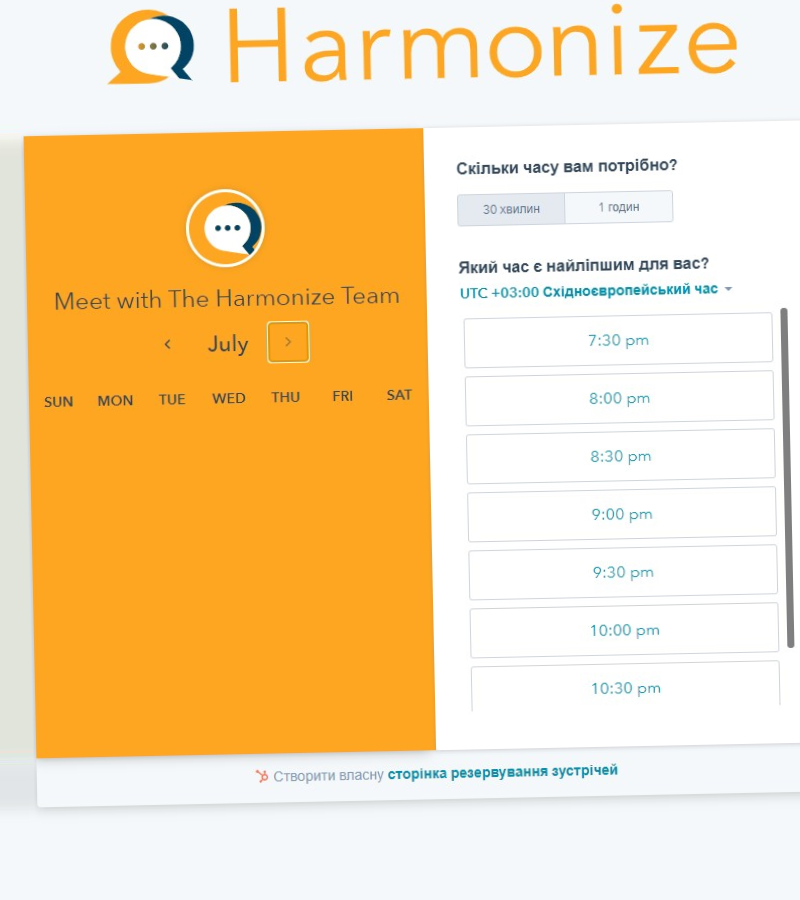 Harmonize
Meet with The Harmonize Team
July
SUN MON TUE WED THU FRI SAT
Скільки часу вам потрібно?
30 хвилин 1 годин
Який час є найліпшим для вас?
UTC +03:00 Східноєвропейський час
7:30 pm
8:00 pm
8:30 pm
9:00 pm
9:30 pm
10:00 pm
10:30 pm
Створити власну сторінка резервування зустрічей